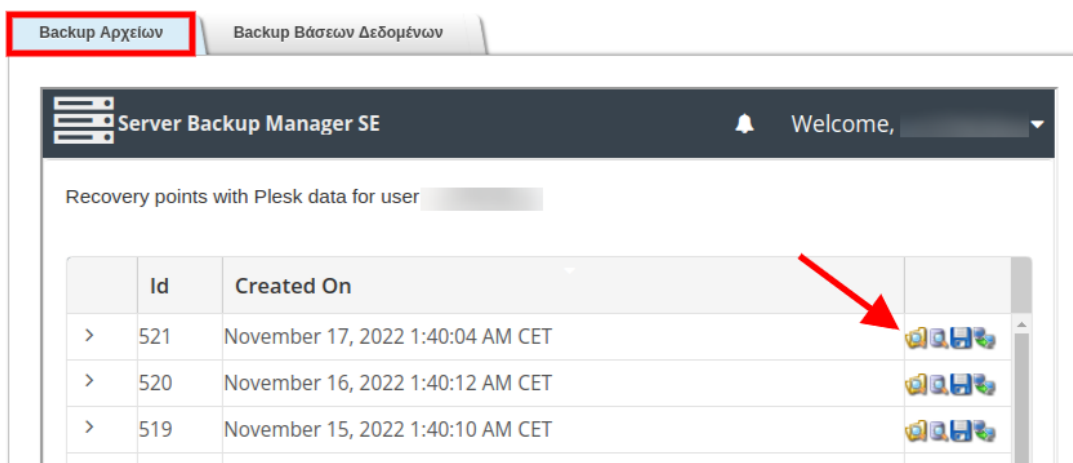 Backup Αρχείων Backup Βάσεων Δεδομένων
Server Backup Manager SE Welcome,
Recovery points with Plesk data for user
Id Created On
521 November 17, 2022 1:40:04 AM CET
520 November 16, 2022 1:40:12 AM CET
519 November 15, 2022 1:40:10 AM CET